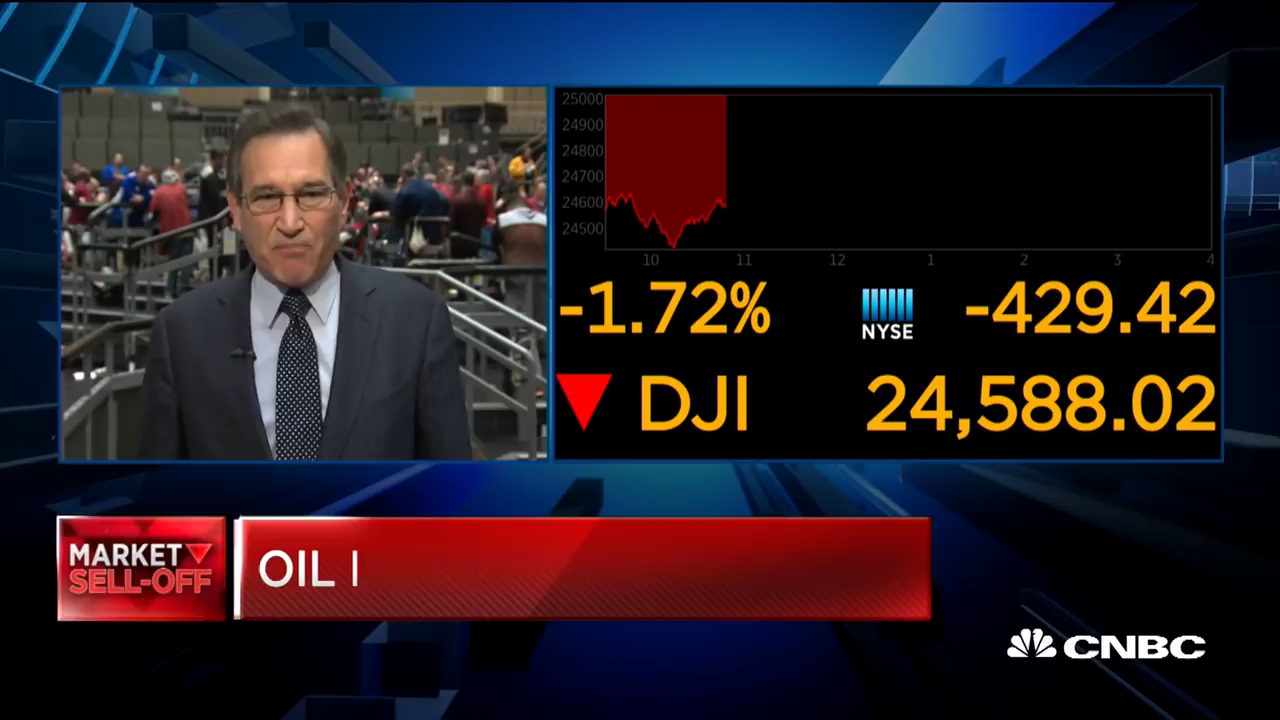 25000
24900
24800
24700
24600
24500
10 11 12 1 2 3 4
-1.72% NYSE -429.42
DJI 24,588.02
MARKET
SELL-OFF
OIL I
CNBC